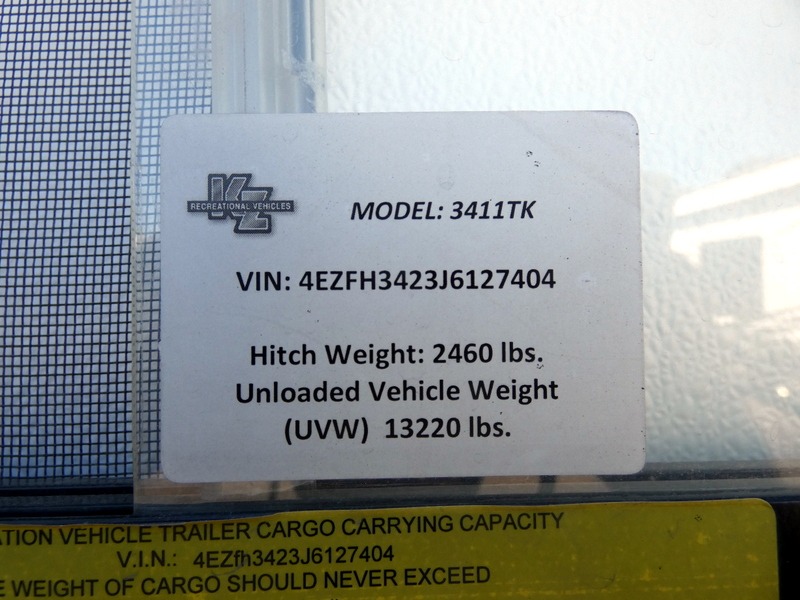 KZ
RECREATIONAL VEHICLES
MODEL: 3411TK
VIN: 4EZFH3423J6127404
Hitch Weight: 2460 lbs.
Unloaded Vehicle Weight
(UVW) 13220 lbs.
ATION VEHICLE TRAILER CARGO CARRYING CAPACITY
V.I.N.: 4EZfh3423J6127404
E WEIGHT OF CARGO SHOULD NEVER EXCEED